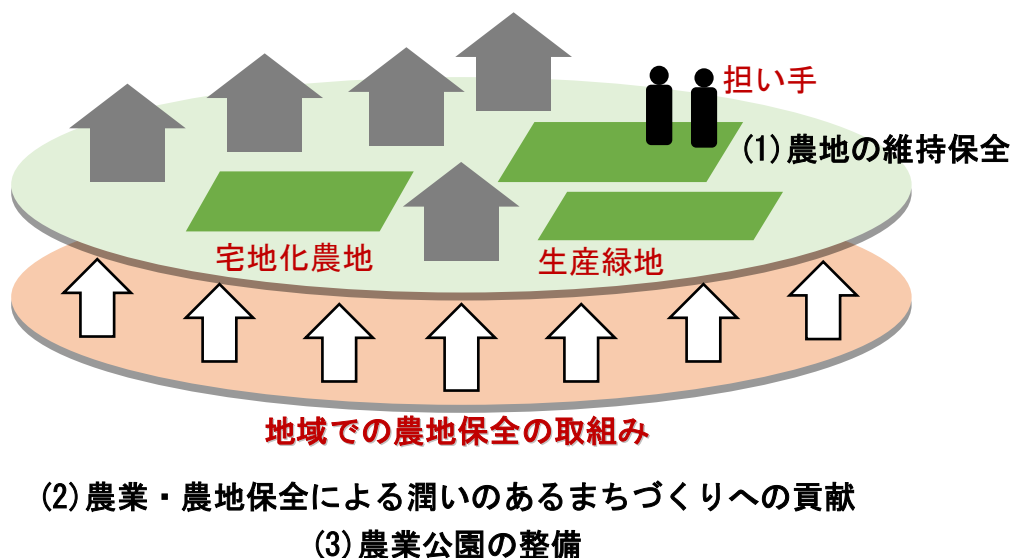 担い手
(1)農地の維持保全
宅地化農地
生産緑地
地域での農地保全の取組み
(2)農業・農地保全による潤いのあるまちづくりへの貢献
(3)農業公園の整備